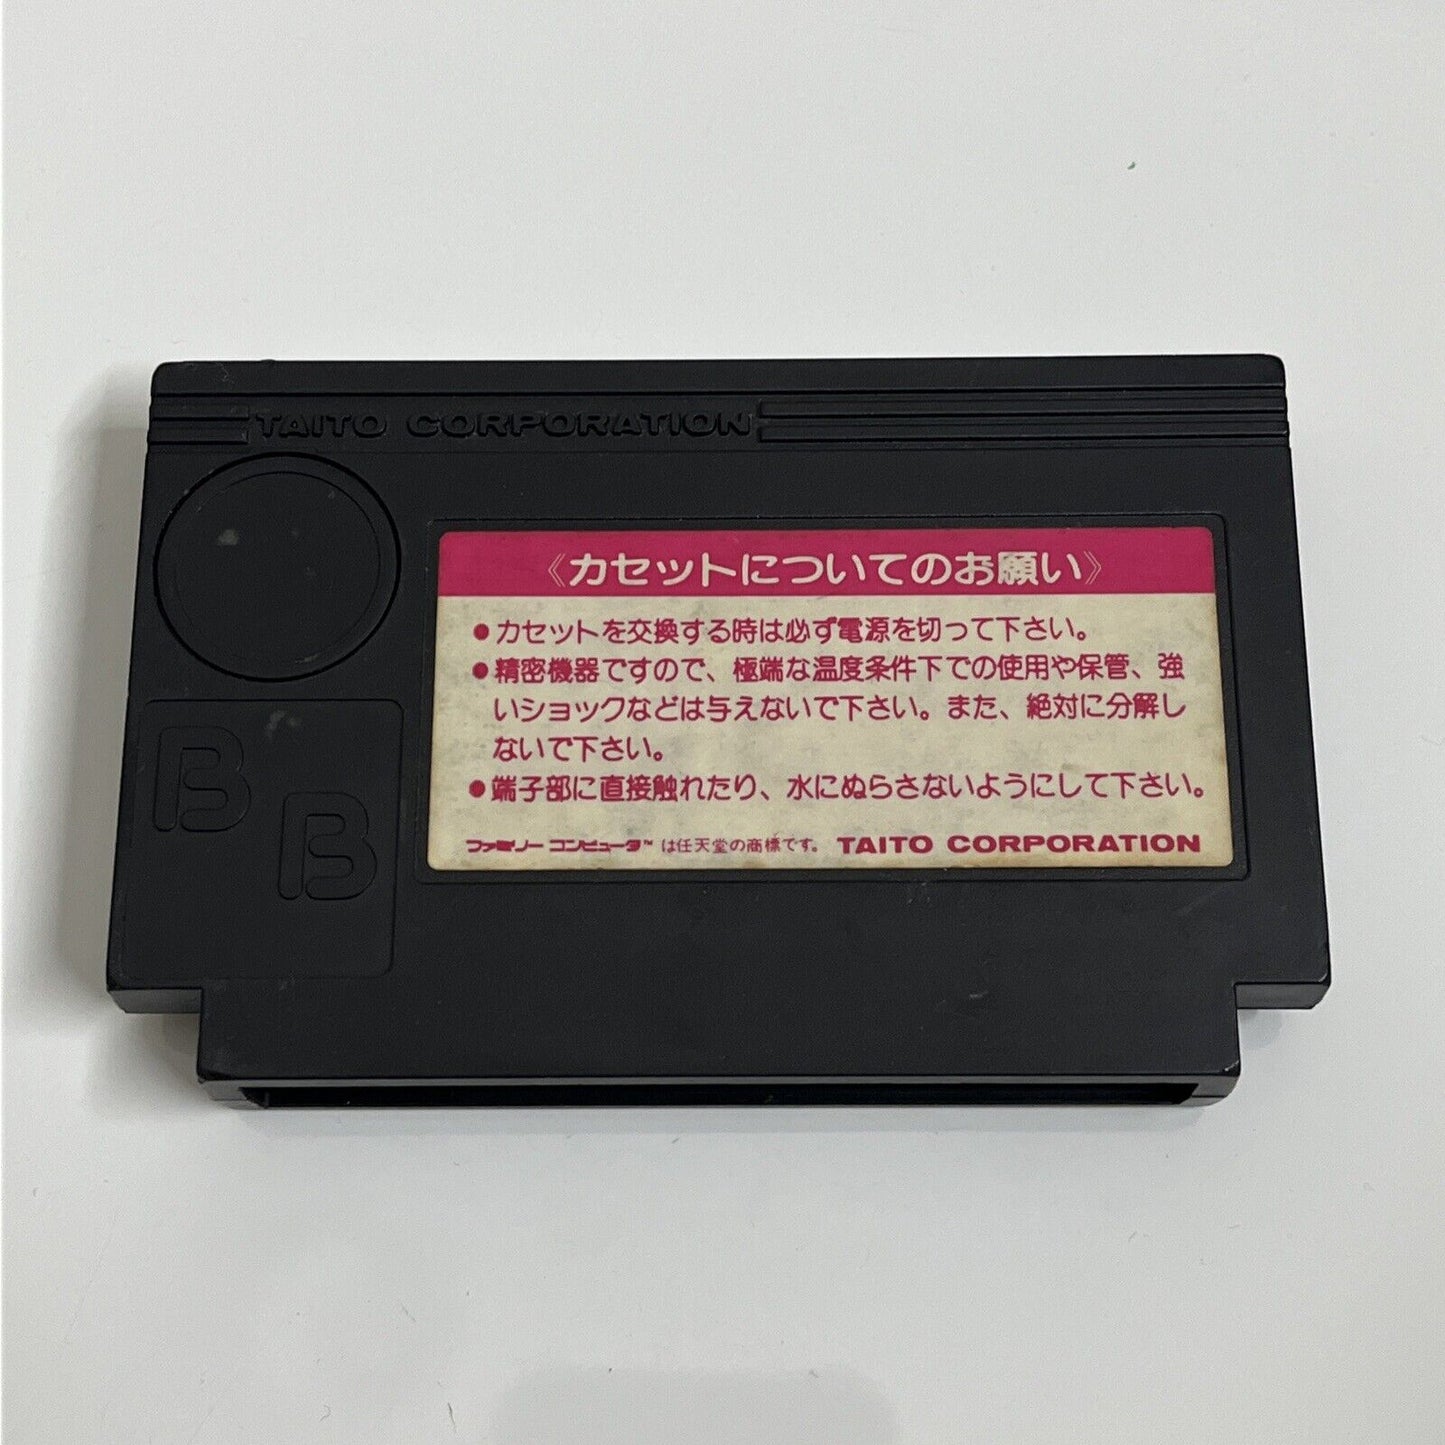 TAITO CORPORATION
B
B
《カセットについてのお願い》
●カセットを交換する時は必ず電源を切って下さい。
●精密機器ですので、極端な温度条件下での使用や保管、強
いショックなどは与えないで下さい。また、絶対に分解し
ないで下さい。
●端子部に直接触れたり、水にぬらさないようにして下さい。
ファミリー コンピュータ™ は任天堂の商標です。 TAITO CORPORATION